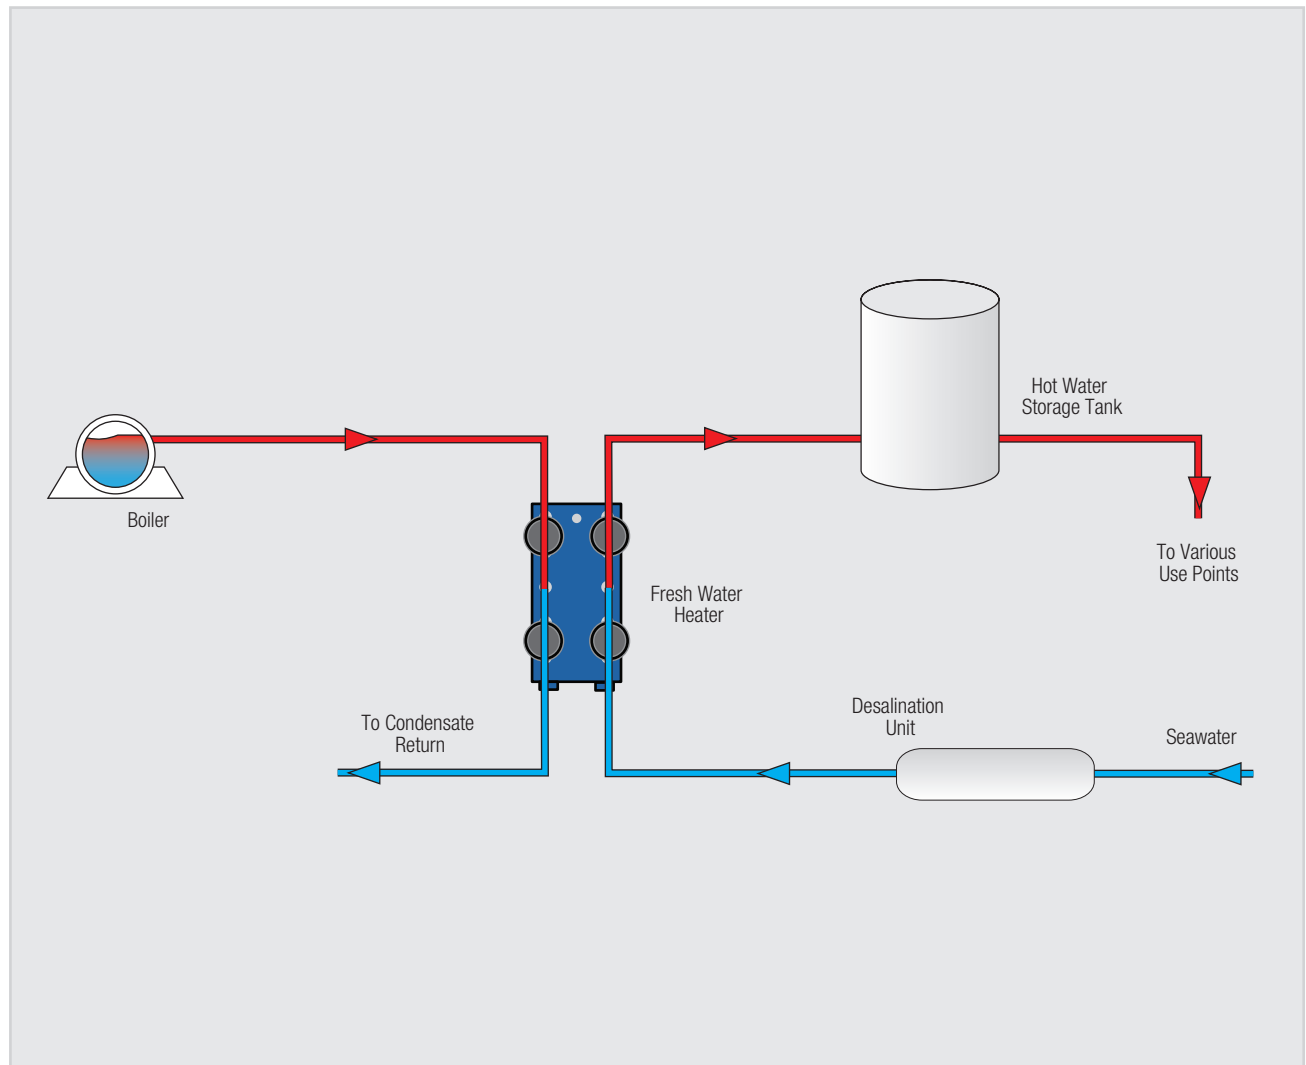 Hot Water
Storage Tank
Boiler
To Various
Use Points
Fresh Water
Heater
To Condensate
Return
Desalination
Unit
Seawater